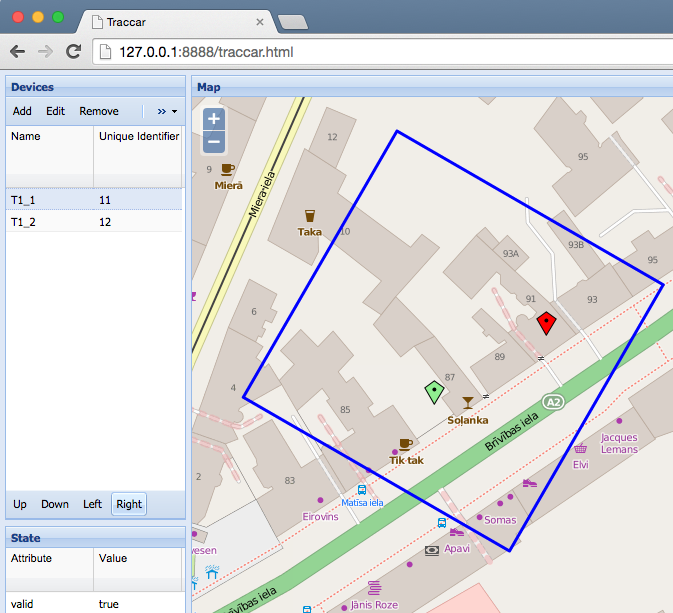 Traccar
127.0.0.1:8888/traccar.html
Devices
Add Edit Remove »
Name Unique Identifier
T1_1 11
T1_2 12
Up Down Left Right
State
Attribute Value
valid true
Map
+
−
12
9
Mierā
Miera iela
Taka
10
95
93B
93A
95
91
93
6
89
87
4
85
Solanka
A2
Brīvības iela
Jacques
Lemans
Tik tak
Elvi
2
83
Matīsa iela
Eirovins
Somas
Apavi
vesen
Brīvības iela
Jānis Roze